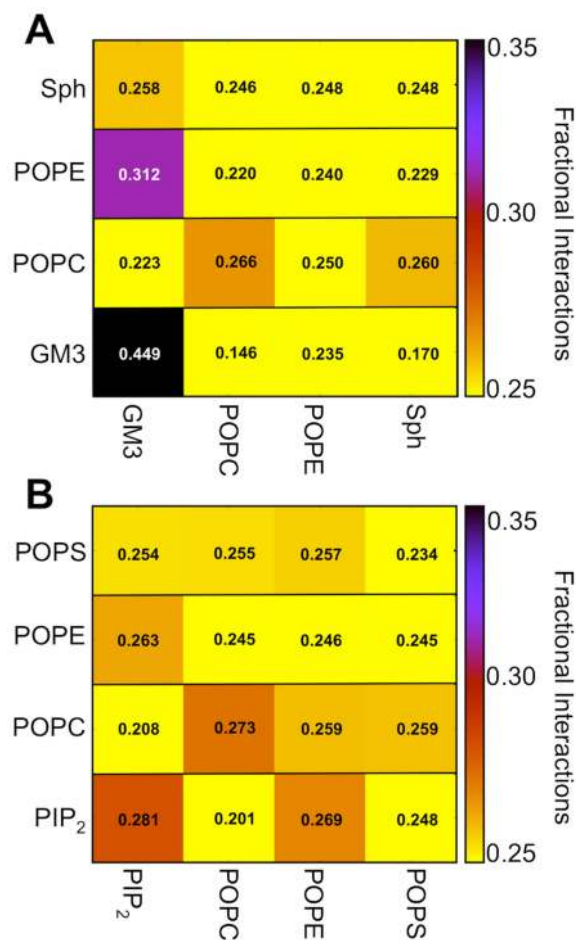 A
Sph 0.258 0.246 0.248 0.248
POPE 0.312 0.220 0.240 0.229
POPC 0.223 0.266 0.250 0.260
GM3 0.449 0.146 0.235 0.170
GM3 POPC POPE Sph
0.35
0.30
0.25
Fractional Interactions
B
POPS 0.254 0.255 0.257 0.234
POPE 0.263 0.245 0.246 0.245
POPC 0.208 0.273 0.259 0.259
PIP₂ 0.281 0.201 0.269 0.248
PIP₂ POPC POPE POPS
0.35
0.30
0.25
Fractional Interactions